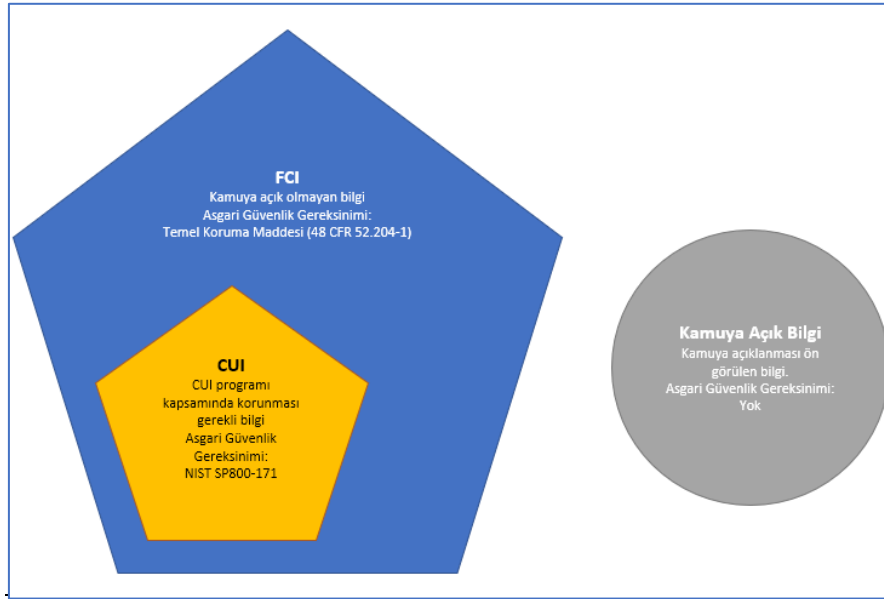 FCI
Kamuya açık olmayan bilgi
Asgari Güvenlik Gereksinimi:
Temel Koruma Maddesi (48 CFR 52.204-1)
CUI
CUI programı
kapsamında korunması
gerekli bilgi
Asgari Güvenlik
Gereksinimi:
NIST SP800-171
Kamuya Açık Bilgi
Kamuya açıklanması ön
görülen bilgi.
Asgari Güvenlik Gereksinimi:
Yok